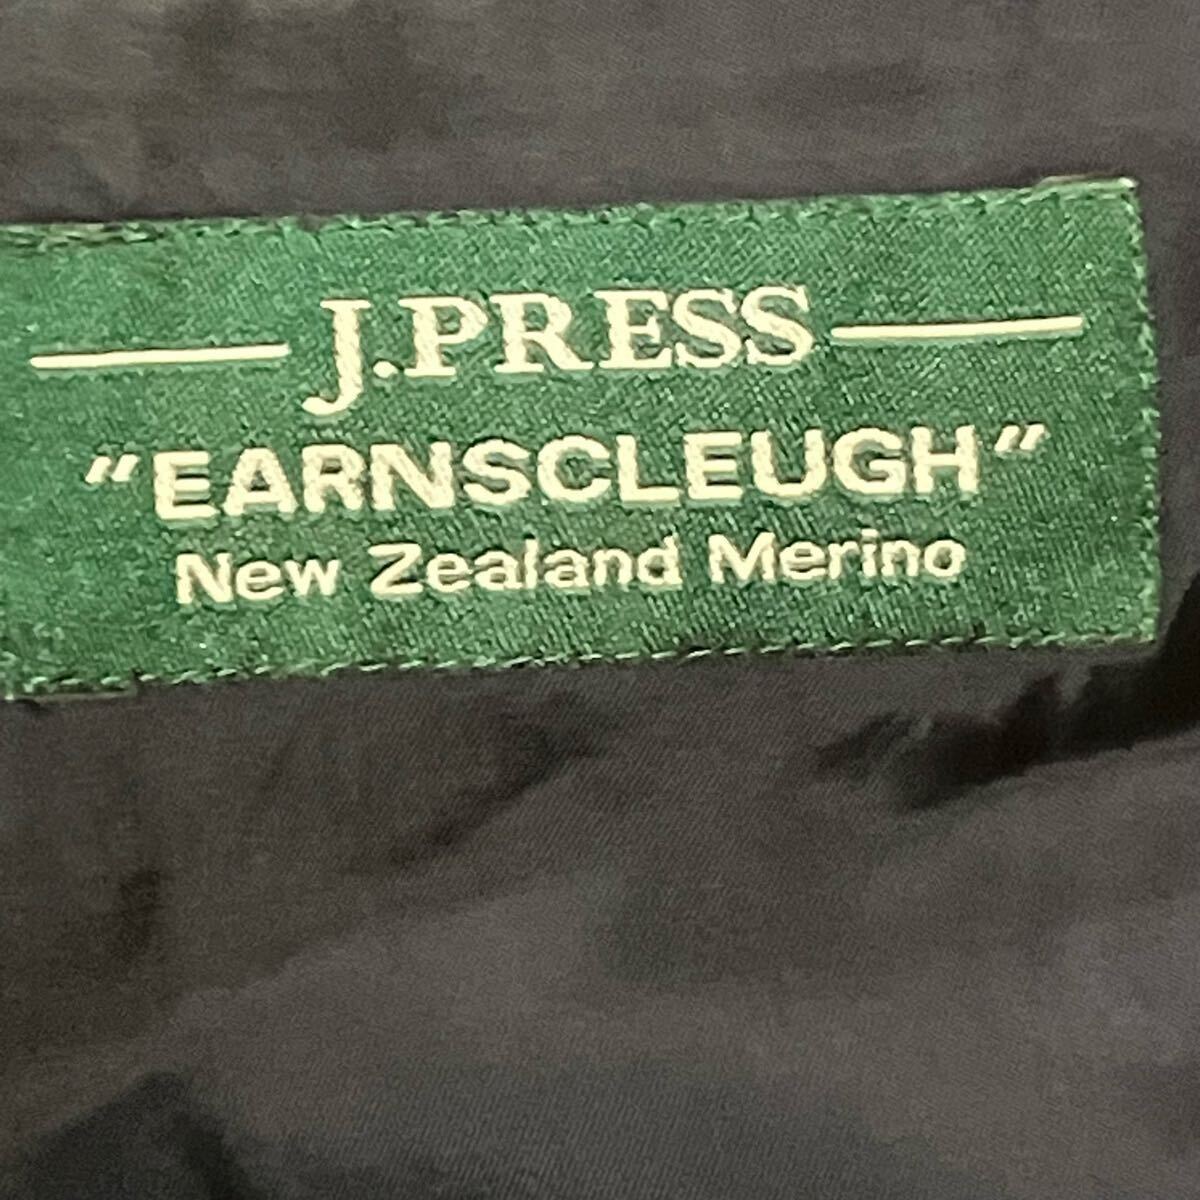 J.PRESS
"EARNSCLEUGH"
New Zealand Merino